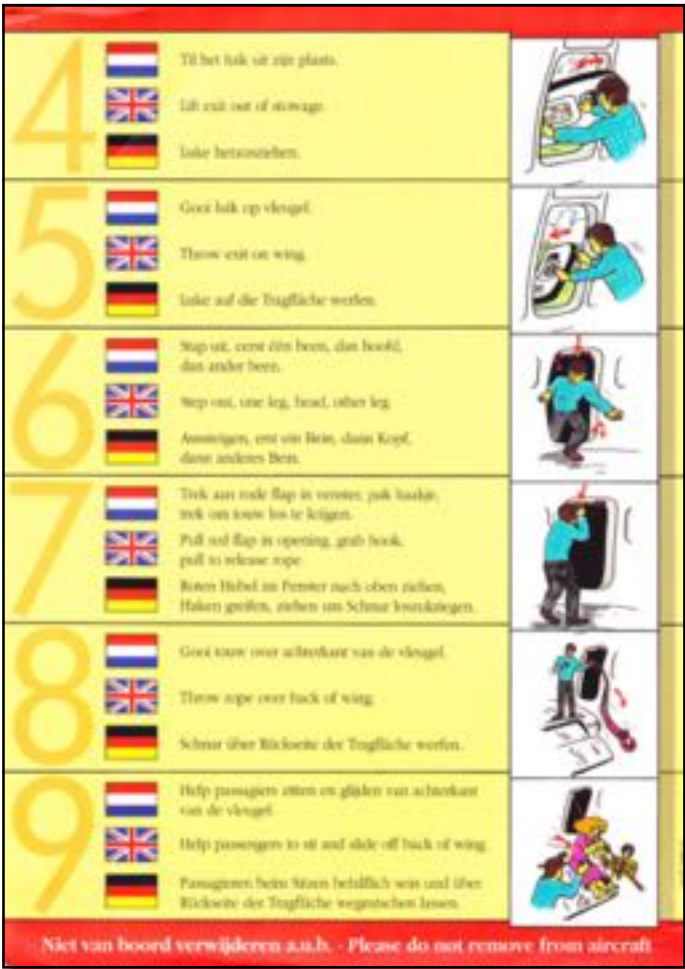 4
Til het luik uit zijn plaats.
Lift exit out of stowage.
Luke herausziehen.
5
Gooi luik op vleugel.
Throw exit on wing.
Luke auf die Tragfläche werfen.
6
Stap uit, eerst één been, dan hoofd,
dan ander been.
Step out, one leg, head, other leg.
Aussteigen, erst ein Bein, dann Kopf,
dann anderes Bein.
7
Trek aan rode flap in venster, pak haakje,
trek om touw los te krijgen.
Pull red flap in opening, grab hook,
pull to release rope.
Roten Hebel im Fenster nach oben ziehen,
Haken greifen, ziehen um Schnur loszukriegen.
8
Gooi touw over achterkant van de vleugel.
Throw rope over back of wing.
Schnur über Rückseite der Tragfläche werfen.
9
Help passagiers zitten en glijden van achterkant
van de vleugel.
Help passengers to sit and slide off back of wing.
Passagieren beim Sitzen behilflich sein und über
Rückseite der Tragfläche wegrutschen lassen.
Niet van boord verwijderen a.u.b. - Please do not remove from aircraft